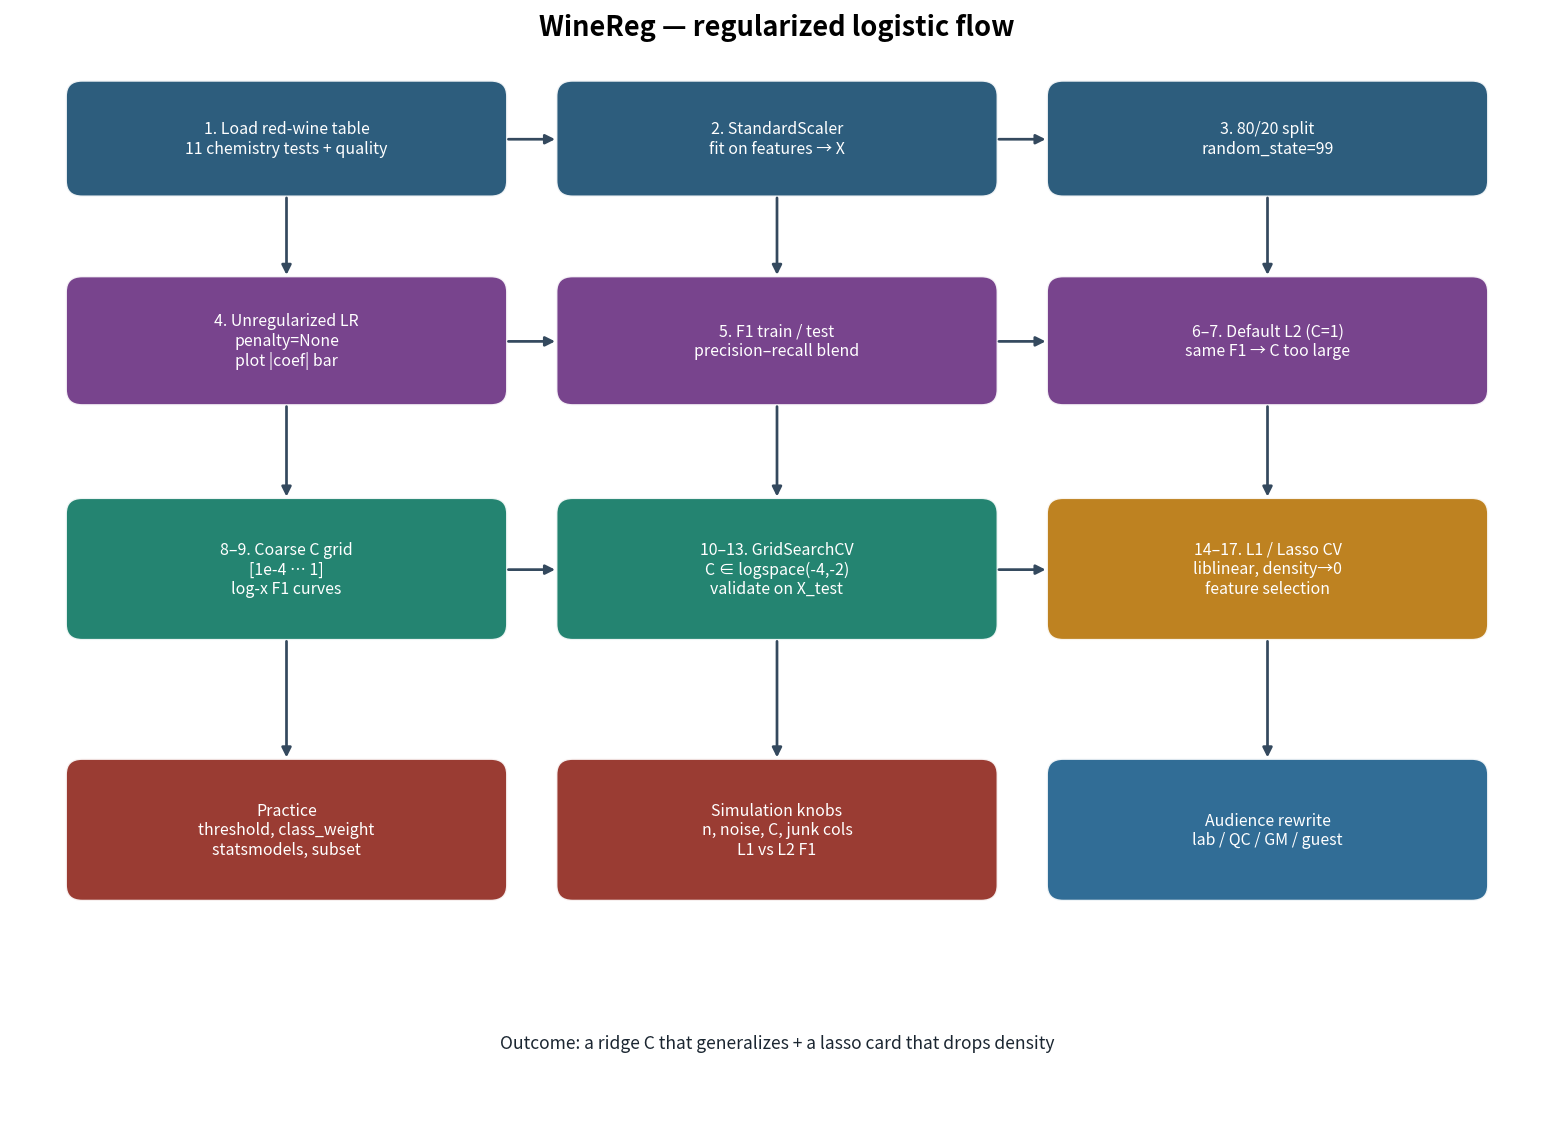 WineReg — regularized logistic flow
1. Load red-wine table
11 chemistry tests + quality
2. StandardScaler
fit on features → X
3. 80/20 split
random_state=99
4. Unregularized LR
penalty=None
plot |coef| bar
5. F1 train / test
precision–recall blend
6–7. Default L2 (C=1)
same F1 → C too large
8–9. Coarse C grid
[1e-4 ⋯ 1]
log-x F1 curves
10–13. GridSearchCV
C ∈ logspace(-4,-2)
validate on X_test
14–17. L1 / Lasso CV
liblinear, density→0
feature selection
Practice
threshold, class_weight
statsmodels, subset
Simulation knobs
n, noise, C, junk cols
L1 vs L2 F1
Audience rewrite
lab / QC / GM / guest
Outcome: a ridge C that generalizes + a lasso card that drops density